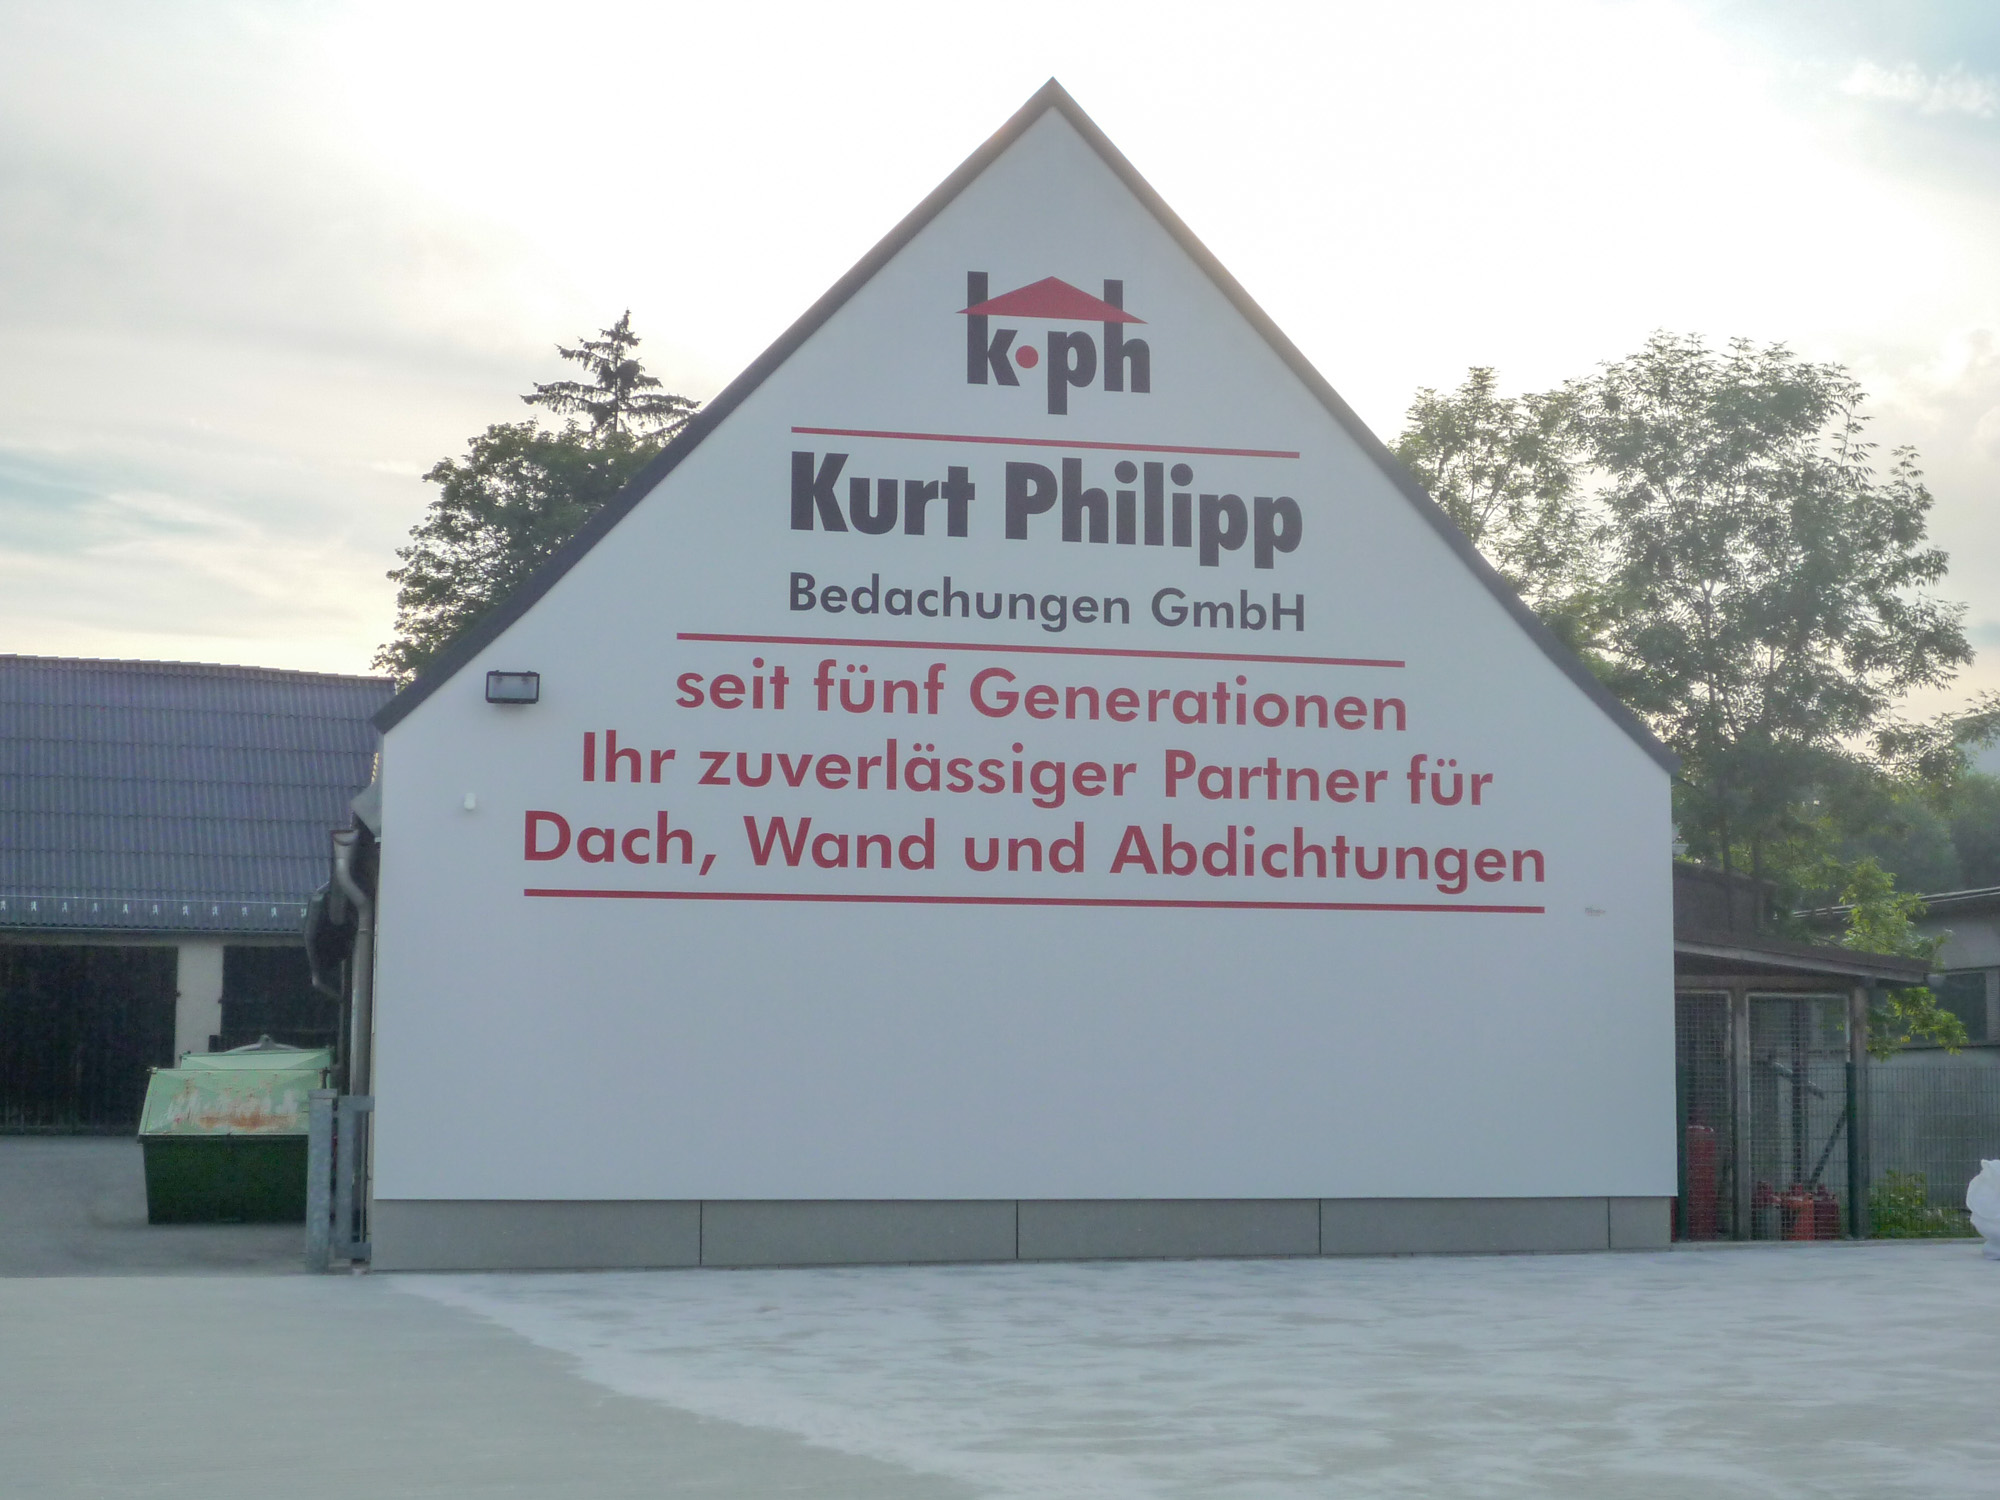 k·ph
Kurt Philipp
Bedachungen GmbH
seit fünf Generationen
Ihr zuverlässiger Partner für
Dach, Wand und Abdichtungen